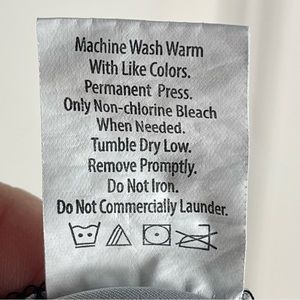 Machine Wash Warm
With Like Colors.
Permanent Press.
Only Non-chlorine Bleach
When Needed.
Tumble Dry Low.
Remove Promptly.
Do Not Iron.
Do Not Commercially Launder.